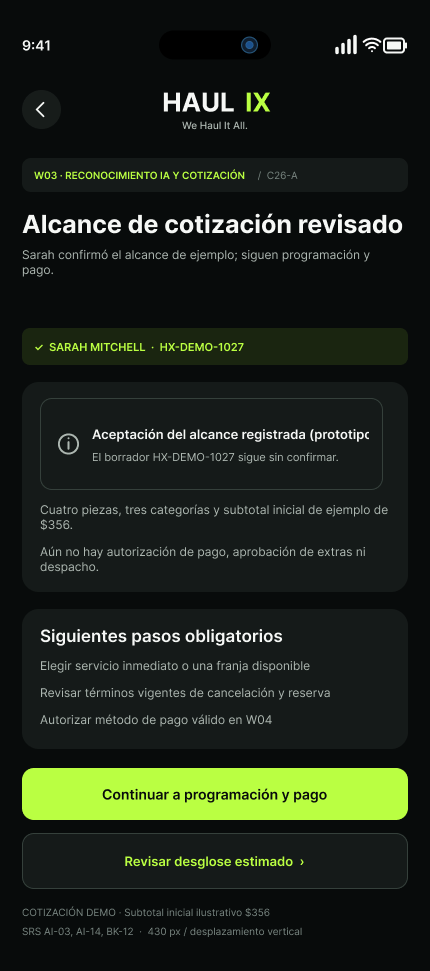 9:41
HAUL IX
We Haul It All.
W03 · RECONOCIMIENTO IA Y COTIZACIÓN / C26-A
Alcance de cotización revisado
Sarah confirmó el alcance de ejemplo; siguen programación y
pago.
✓ SARAH MITCHELL · HX-DEMO-1027
Aceptación del alcance registrada (prototipo
El borrador HX-DEMO-1027 sigue sin confirmar.
Cuatro piezas, tres categorías y subtotal inicial de ejemplo de
$356.
Aún no hay autorización de pago, aprobación de extras ni
despacho.
Siguientes pasos obligatorios
Elegir servicio inmediato o una franja disponible
Revisar términos vigentes de cancelación y reserva
Autorizar método de pago válido en W04
Continuar a programación y pago
Revisar desglose estimado ›
COTIZACIÓN DEMO · Subtotal inicial ilustrativo $356
SRS AI-03, AI-14, BK-12 · 430 px / desplazamiento vertical